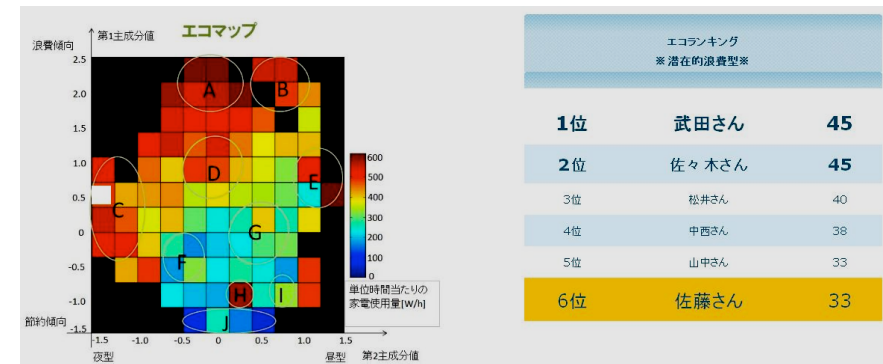 エコマップ
第1主成分値
浪費傾向
2.5
2.0
1.5
1.0
0.5
0
-0.5
-1.0
-1.5
節約傾向
A
B
C
D
E
F
G
H
I
J
600
500
400
300
200
100
0
単位時間当たりの
家電使用量[W/h]
-1.5
-1.0
-0.5
0
0.5
1.0
1.5
夜型
昼型
第2主成分値
エコランキング
※潜在的浪費型※
1位 武田さん 45
2位 佐々木さん 45
3位 松井さん 40
4位 中西さん 38
5位 山中さん 33
6位 佐藤さん 33